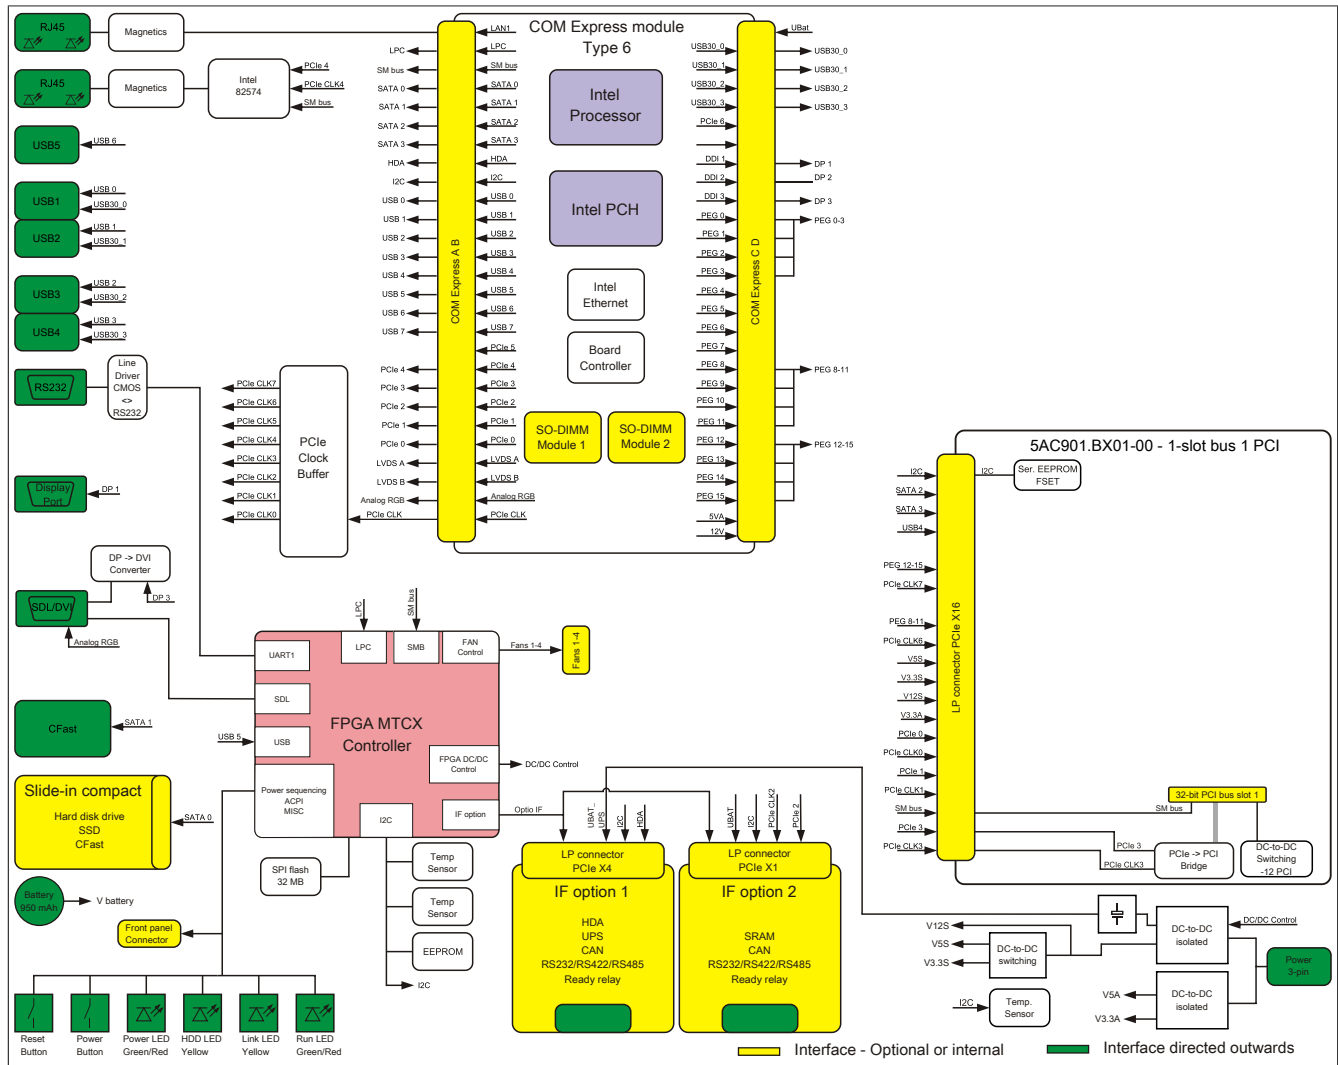 RJ45
Magnetics
RJ45
Magnetics
Intel
82574
PCIe 4
PCIe CLK4
SM bus
USB5
USB 6
USB1
USB 0
USB30_0
USB2
USB 1
USB30_1
USB3
USB 2
USB30_2
USB4
USB 3
USB30_3
RS232
Line
Driver
CMOS
<>
RS232
Display
Port
DP 1
DP -> DVI
Converter
DP 3
SDL/DVI
Analog RGB
CFast
SATA 1
Slide-in compact
Hard disk drive
SSD
CFast
SATA 0
Battery
950 mAh
V battery
Front panel
Connector
Reset
Button
Power
Button
Power LED
Green/Red
HDD LED
Yellow
Link LED
Yellow
Run LED
Green/Red
PCIe CLK7
PCIe CLK6
PCIe CLK5
PCIe CLK4
PCIe CLK3
PCIe CLK2
PCIe CLK1
PCIe CLK0
PCIe
Clock
Buffer
PCIe CLK
LPC
SM bus
SATA 0
SATA 1
SATA 2
SATA 3
HDA
I2C
USB 0
USB 1
USB 2
USB 3
USB 4
USB 5
USB 6
USB 7
PCIe 4
PCIe 3
PCIe 2
PCIe 1
PCIe 0
LVDS A
LVDS B
Analog RGB
COM Express A B
LAN1
LPC
SM bus
SATA 0
SATA 1
SATA 2
SATA 3
HDA
I2C
USB 0
USB 1
USB 2
USB 3
USB 4
USB 5
USB 6
USB 7
PCIe 5
PCIe 4
PCIe 3
PCIe 2
PCIe 1
PCIe 0
LVDS A
LVDS B
Analog RGB
PCIe CLK
COM Express module
Type 6
Intel
Processor
Intel PCH
Intel
Ethernet
Board
Controller
SO-DIMM
Module 1
SO-DIMM
Module 2
USB30_0
USB30_1
USB30_2
USB30_3
PCIe 6
DDI 1
DDI 2
DDI 3
PEG 0
PEG 1
PEG 2
PEG 3
PEG 4
PEG 5
PEG 6
PEG 7
PEG 8
PEG 9
PEG 10
PEG 11
PEG 12
PEG 13
PEG 14
PEG 15
5VA
12V
COM Express C D
UBat
USB30_0
USB30_1
USB30_2
USB30_3
DP 1
DP 2
DP 3
PEG 0-3
PEG 8-11
PEG 12-15
LPC
SM bus
UART1
LPC
SMB
FAN
Control
Fans 1-4
Fans 1-4
SDL
FPGA MTCX
Controller
USB 5
USB
FPGA DC/DC
Control
DC/DC Control
Power sequencing
ACPI
MISC
I2C
IF option
Optio IF
SPI flash
32 MB
Temp
Sensor
Temp
Sensor
EEPROM
I2C
UBAT_
UPS
I2C
HDA
LP connector
PCIe X4
IF option 1
HDA
UPS
CAN
RS232/RS422/RS485
Ready relay
UBAT
I2C
PCIe CLK2
PCIe 2
LP connector
PCIe X1
IF option 2
SRAM
CAN
RS232/RS422/RS485
Ready relay
5AC901.BX01-00 - 1-slot bus 1 PCI
I2C
SATA 2
SATA 3
USB4
PEG 12-15
PCIe CLK7
PEG 8-11
PCIe CLK6
V5S
V3.3S
V12S
V3.3A
PCIe 0
PCIe CLK0
PCIe 1
PCIe CLK1
SM bus
PCIe 3
PCIe CLK3
LP connector PCIe X16
I2C
Ser. EEPROM
FSET
32-bit PCI bus slot 1
SM bus
PCIe 3
PCIe CLK3
PCIe -> PCI
Bridge
DC-to-DC
Switching
-12 PCI
V12S
V5S
V3.3S
DC-to-DC
switching
DC-to-DC
isolated
DC/DC Control
Power
3-pin
V5A
V3.3A
DC-to-DC
isolated
I2C
Temp.
Sensor
Interface - Optional or internal
Interface directed outwards